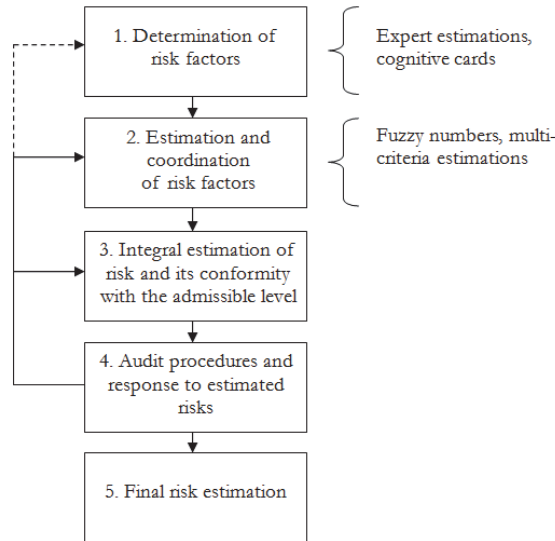 1. Determination of
risk factors
Expert estimations,
cognitive cards
2. Estimation and
coordination
of risk factors
Fuzzy numbers, multi-
criteria estimations
3. Integral estimation of
risk and its conformity
with the admissible level
4. Audit procedures and
response to estimated
risks
5. Final risk estimation